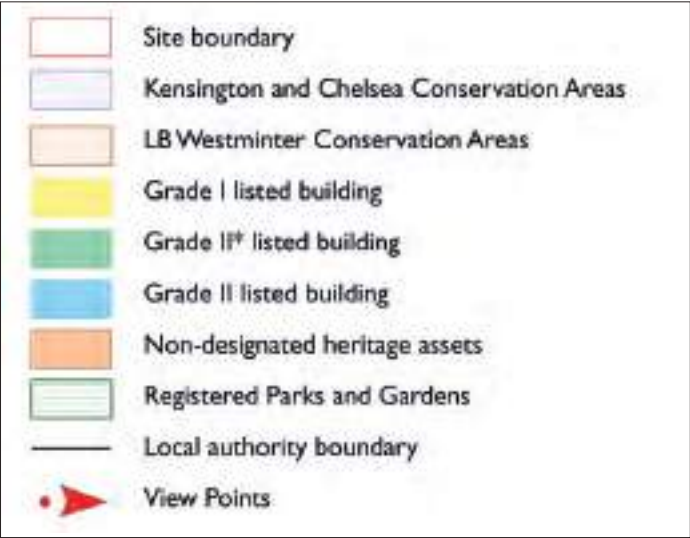 Site boundary
Kensington and Chelsea Conservation Areas
LB Westminter Conservation Areas
Grade I listed building
Grade II* listed building
Grade II listed building
Non-designated heritage assets
Registered Parks and Gardens
Local authority boundary
View Points